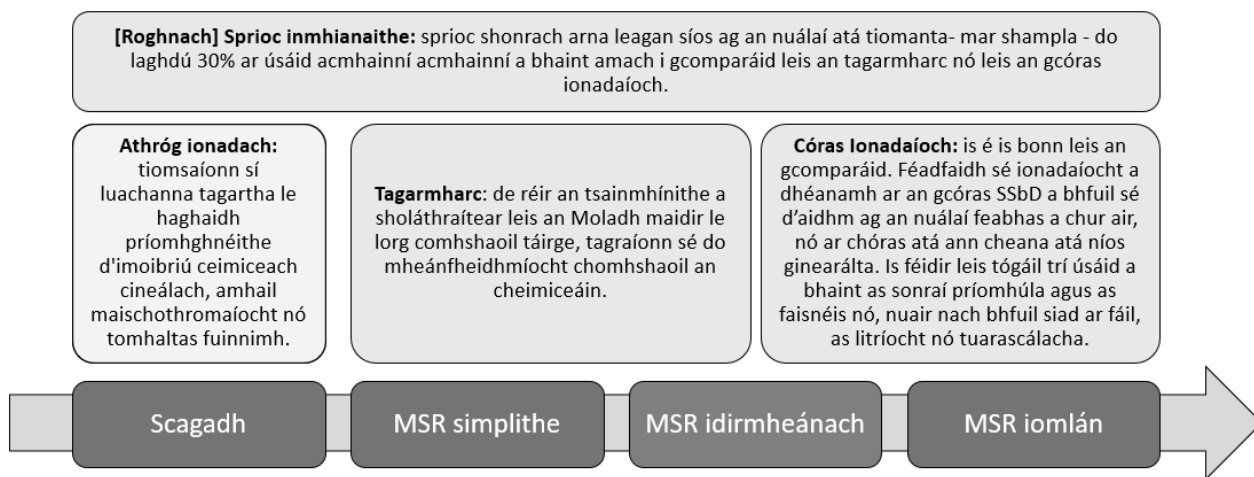 [Roghnach] Sprioc inmhianaithe: sprioc shonrach arna leagan síos ag an nuálaí atá tiomanta- mar shampla - do
laghdú 30% ar úsáid acmhainní acmhainní a bhaint amach i gcomparáid leis an tagarmharc nó leis an gcóras
ionadaíoch.
Athróg ionadach:
tiomsaíonn sí
luachanna tagartha le
haghaidh
príomhghnéithe
d'imoibriú ceimiceach
cineálach, amhail
maischothromaíocht nó
tomhaltas fuinnimh.
Tagarmharc: de réir an tsainmhínithe a
sholáthraítear leis an Moladh maidir le
lorg comhshaoil táirge, tagraíonn sé do
mheánfheidhmíocht chomhshaoil an
cheimiceáin.
Córas Ionadaíoch: is é is bonn leis an
gcomparáid. Féadfaidh sé ionadaíocht a
dhéanamh ar an gcóras SSbD a bhfuil sé
d'aidhm ag an nuálaí feabhas a chur air,
nó ar chóras atá ann cheana atá níos
ginearálta. Is féidir leis tógáil trí úsáid a
bhaint as sonraí príomhúla agus as
faisnéis nó, nuair nach bhfuil siad ar fáil,
as litríocht nó tuarascálacha.
Scagadh
MSR simplithe
MSR idirmheánach
MSR iomlán